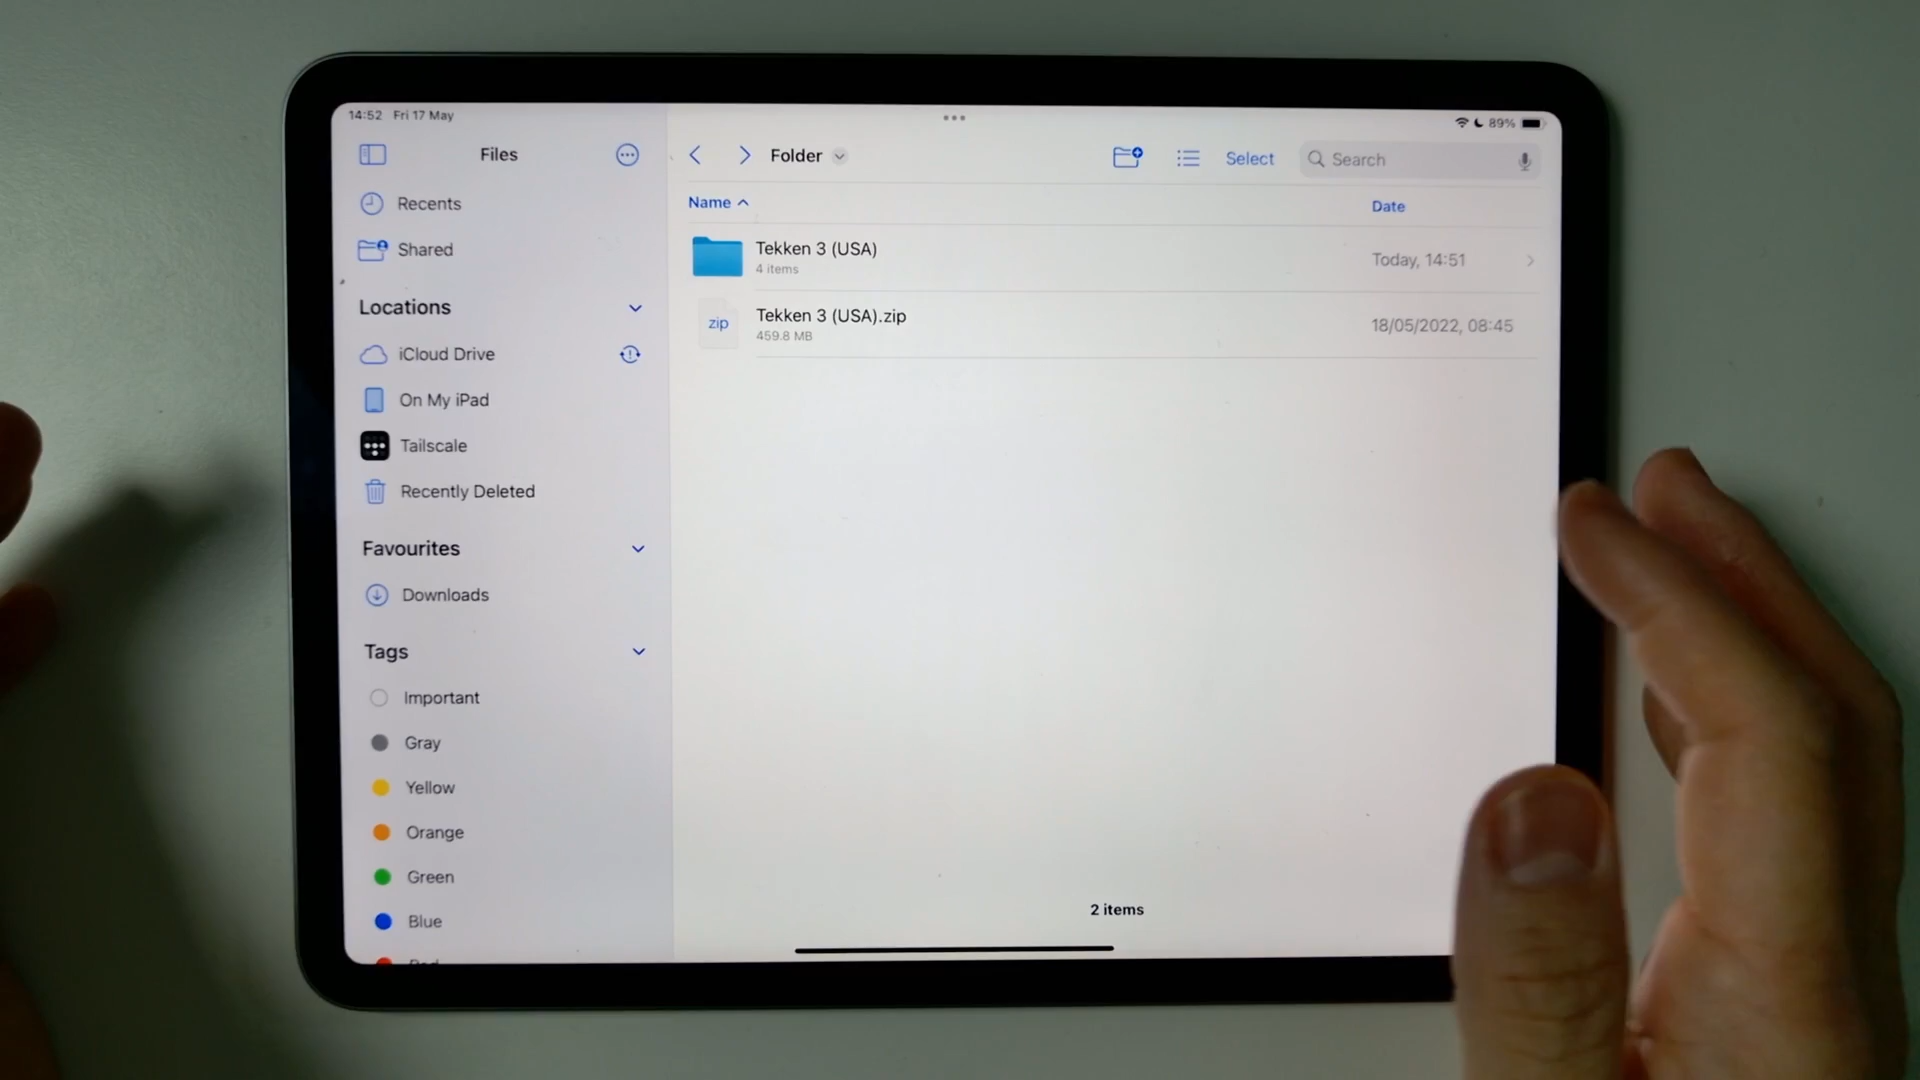 14:52 Fri 17 May
89%
Files
Folder
Select
Search
Recents
Shared
Locations
iCloud Drive
On My iPad
Tailscale
Recently Deleted
Favourites
Downloads
Tags
Important
Gray
Yellow
Orange
Green
Blue
Red
Name
Date
Tekken 3 (USA)
4 items
Today, 14:51
zip
Tekken 3 (USA).zip
459.8 MB
18/05/2022, 08:45
2 items